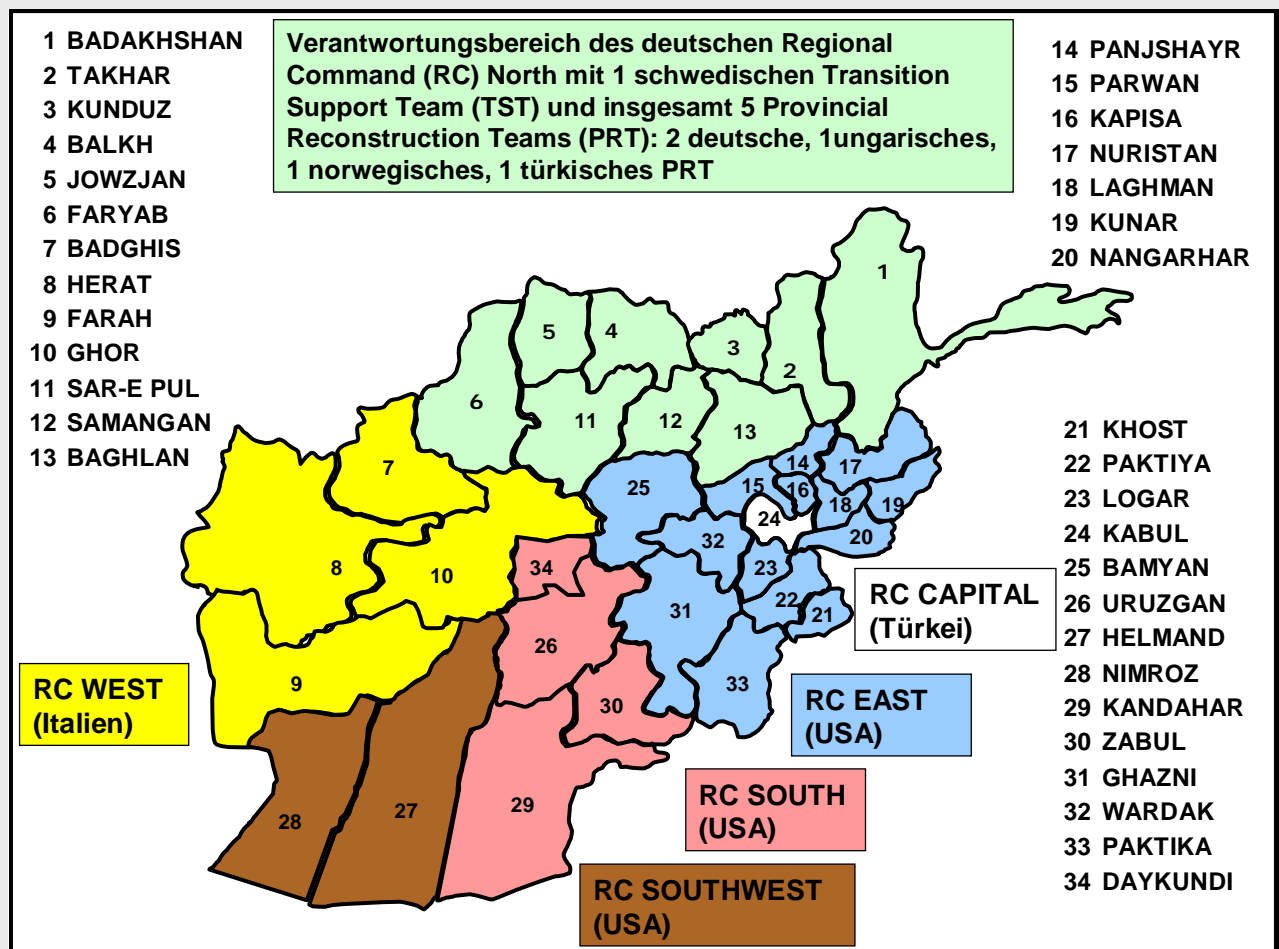 1 BADAKHSHAN
2 TAKHAR
3 KUNDUZ
4 BALKH
5 JOWZJAN
6 FARYAB
7 BADGHIS
8 HERAT
9 FARAH
10 GHOR
11 SAR-E PUL
12 SAMANGAN
13 BAGHLAN
Verantwortungsbereich des deutschen Regional
Command (RC) North mit 1 schwedischen Transition
Support Team (TST) und insgesamt 5 Provincial
Reconstruction Teams (PRT): 2 deutsche, 1ungarisches,
1 norwegisches, 1 türkisches PRT
14 PANJSHAYR
15 PARWAN
16 KAPISA
17 NURISTAN
18 LAGHMAN
19 KUNAR
20 NANGARHAR
1
5
4
3
2
6
11
12
13
7
14
17
25
15
16
18
19
24
20
32
8
10
34
23
31
22
21
26
9
33
30
28
27
29
RC WEST
(Italien)
RC CAPITAL
(Türkei)
RC EAST
(USA)
RC SOUTH
(USA)
RC SOUTHWEST
(USA)
21 KHOST
22 PAKTIYA
23 LOGAR
24 KABUL
25 BAMYAN
26 URUZGAN
27 HELMAND
28 NIMROZ
29 KANDAHAR
30 ZABUL
31 GHAZNI
32 WARDAK
33 PAKTIKA
34 DAYKUNDI